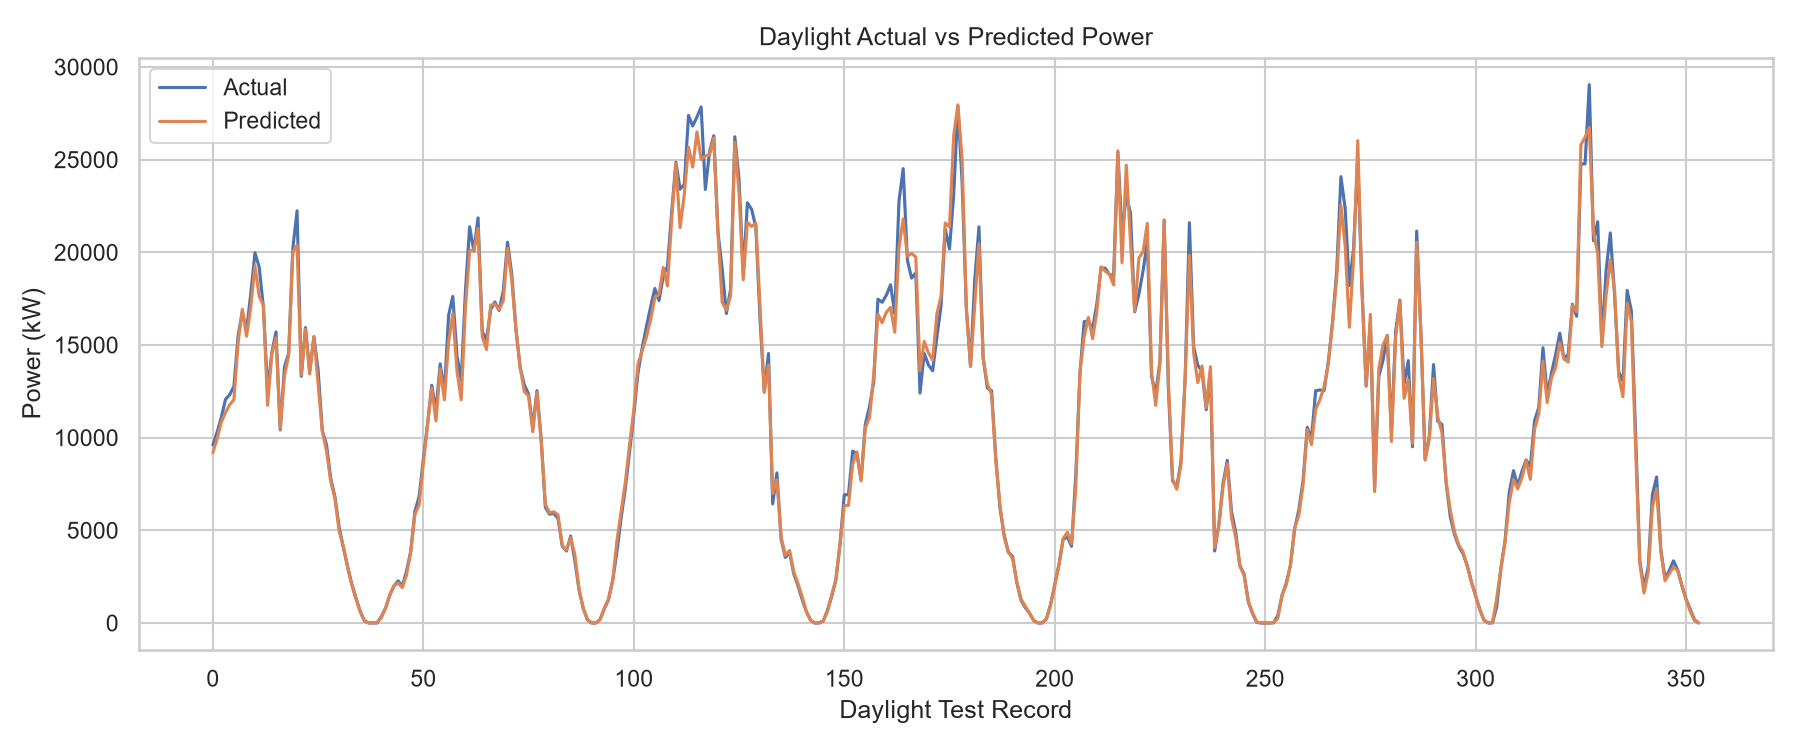 Daylight Actual vs Predicted Power
Actual
Predicted
Power (kW)
30000
25000
20000
15000
10000
5000
0
0 50 100 150 200 250 300 350
Daylight Test Record